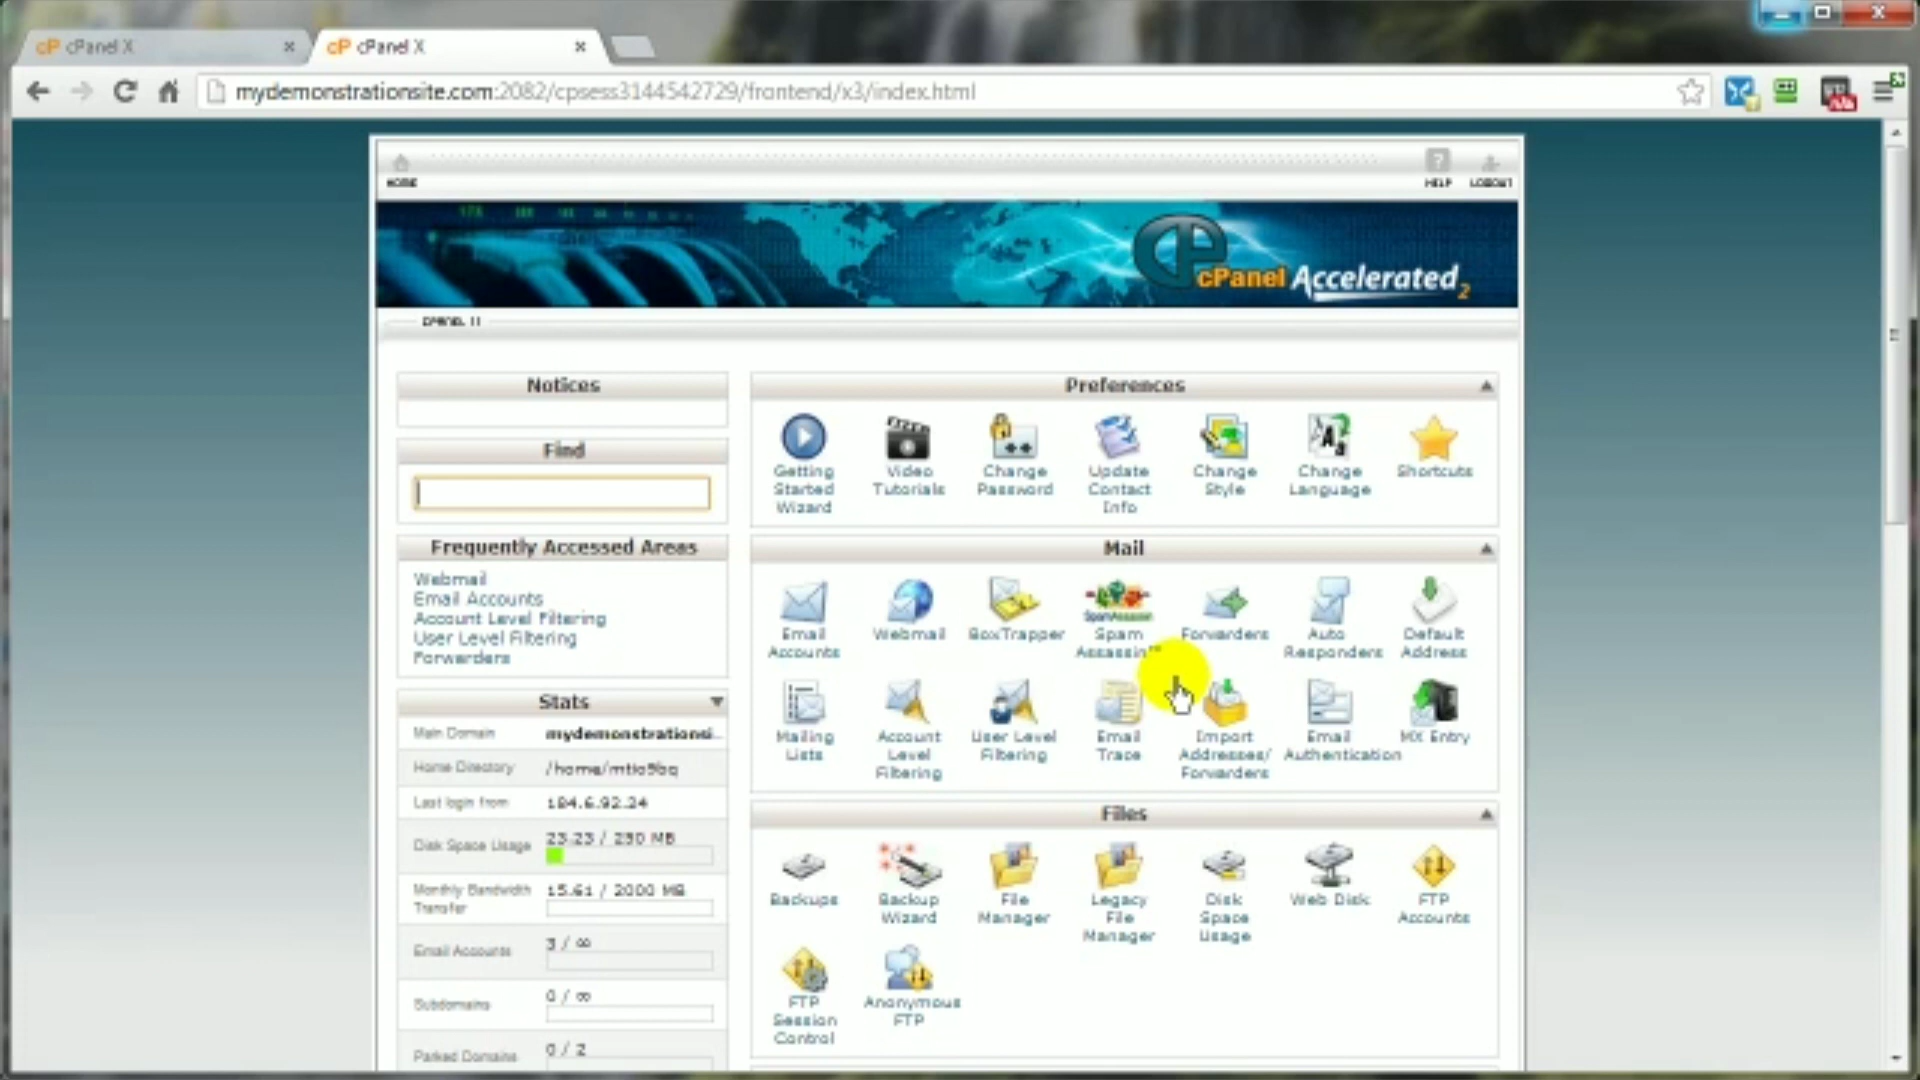 cP cPanel X
cP cPanel X
mydemonstrationsite.com:2082/cpsess3144542729/frontend/x3/index.html
HOME
HELP
LOGOUT
cPanel Accelerated2
CPANEL 11
Notices
Find
Frequently Accessed Areas
Webmail
Email Accounts
Account Level Filtering
User Level Filtering
Forwarders
Stats
Main Domain mydemonstrationsi..
Home Directory
Last login from
Disk Space Usage 23.23 / 250 MB
Monthly Bandwidth 15.61 / 2000 MB
Transfer
Email Accounts 3 / ∞
Subdomains 0 / ∞
Parked Domains 0 / 2
Preferences
Getting
Started
Wizard
Video
Tutorials
Change
Password
Update
Contact
Info
Change
Style
Change
Language
Shortcuts
Mail
Email
Accounts
Webmail
BoxTrapper
SpamAssassin
Spam
Assassin
Forwarders
Auto
Responders
Default
Address
Mailing
Lists
Account
Level
Filtering
User Level
Filtering
Email
Trace
Import
Addresses/
Forwarders
Email
Authentication
MX Entry
Files
Backups
Backup
Wizard
File
Manager
Legacy
File
Manager
Disk
Space
Usage
Web Disk
FTP
Accounts
FTP
Session
Control
Anonymous
FTP